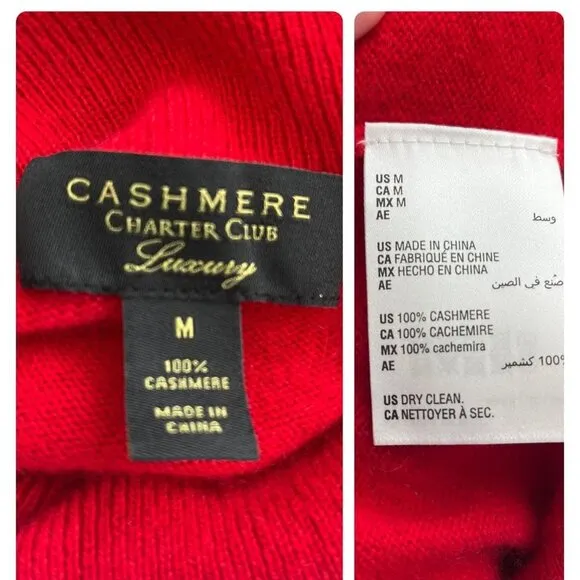 CASHMERE
CHARTER CLUB
Luxury
M
100%
CASHMERE
MADE IN
CHINA
US M
CA M
MX M
AE وسط
US MADE IN CHINA
CA FABRIQUÉ EN CHINE
MX HECHO EN CHINA
AE صنع في الصين
US 100% CASHMERE
CA 100% CACHEMIRE
MX 100% cachemira
AE 100% كشمير
US DRY CLEAN.
CA NETTOYER À SEC.